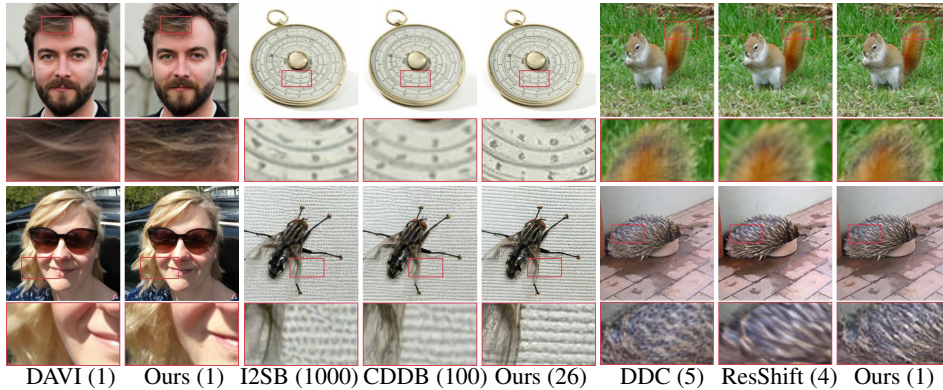 DAVI (1) Ours (1) I2SB (1000) CDDB (100) Ours (26) DDC (5) ResShift (4) Ours (1)